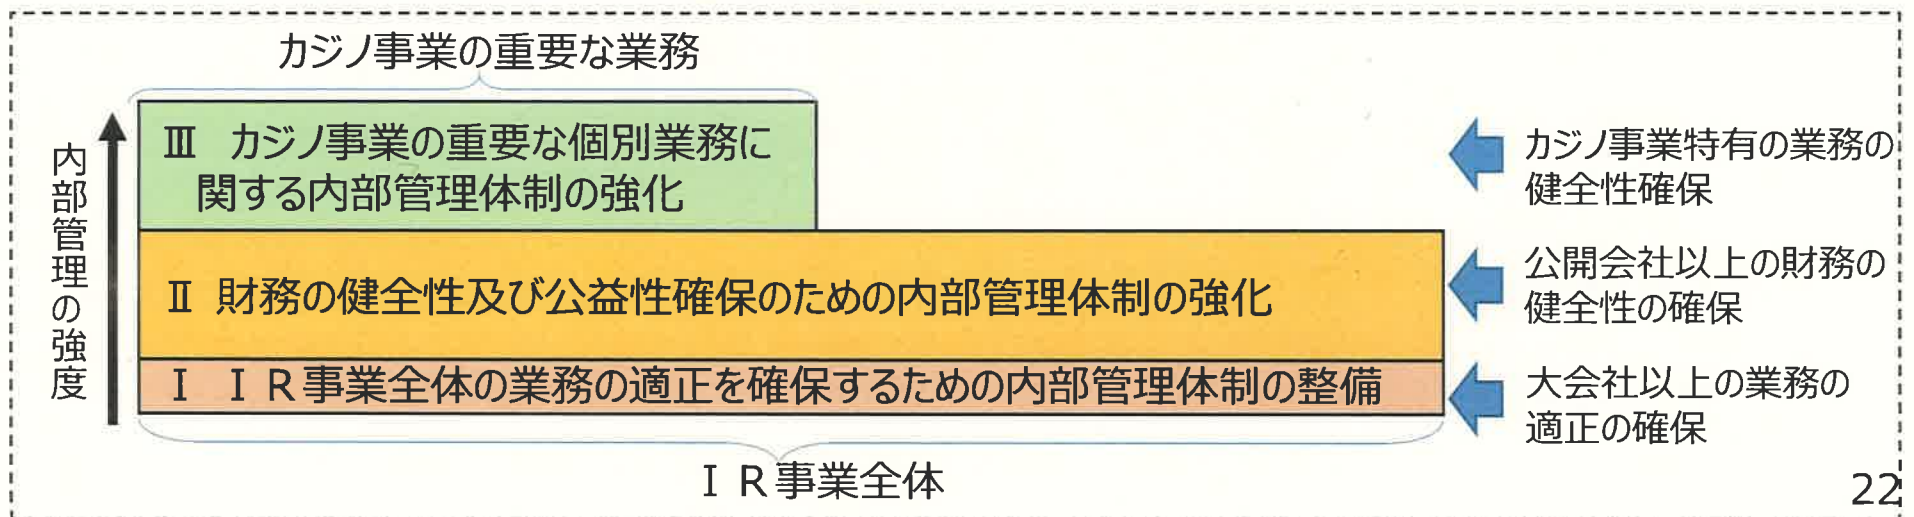 カジノ事業の重要な業務
内部管理の強度
Ⅲ カジノ事業の重要な個別業務に
関する内部管理体制の強化
カジノ事業特有の業務の
健全性確保
Ⅱ 財務の健全性及び公益性確保のための内部管理体制の強化
公開会社以上の財務の
健全性の確保
Ⅰ ＩＲ事業全体の業務の適正を確保するための内部管理体制の整備
大会社以上の業務の
適正の確保
ＩＲ事業全体
22